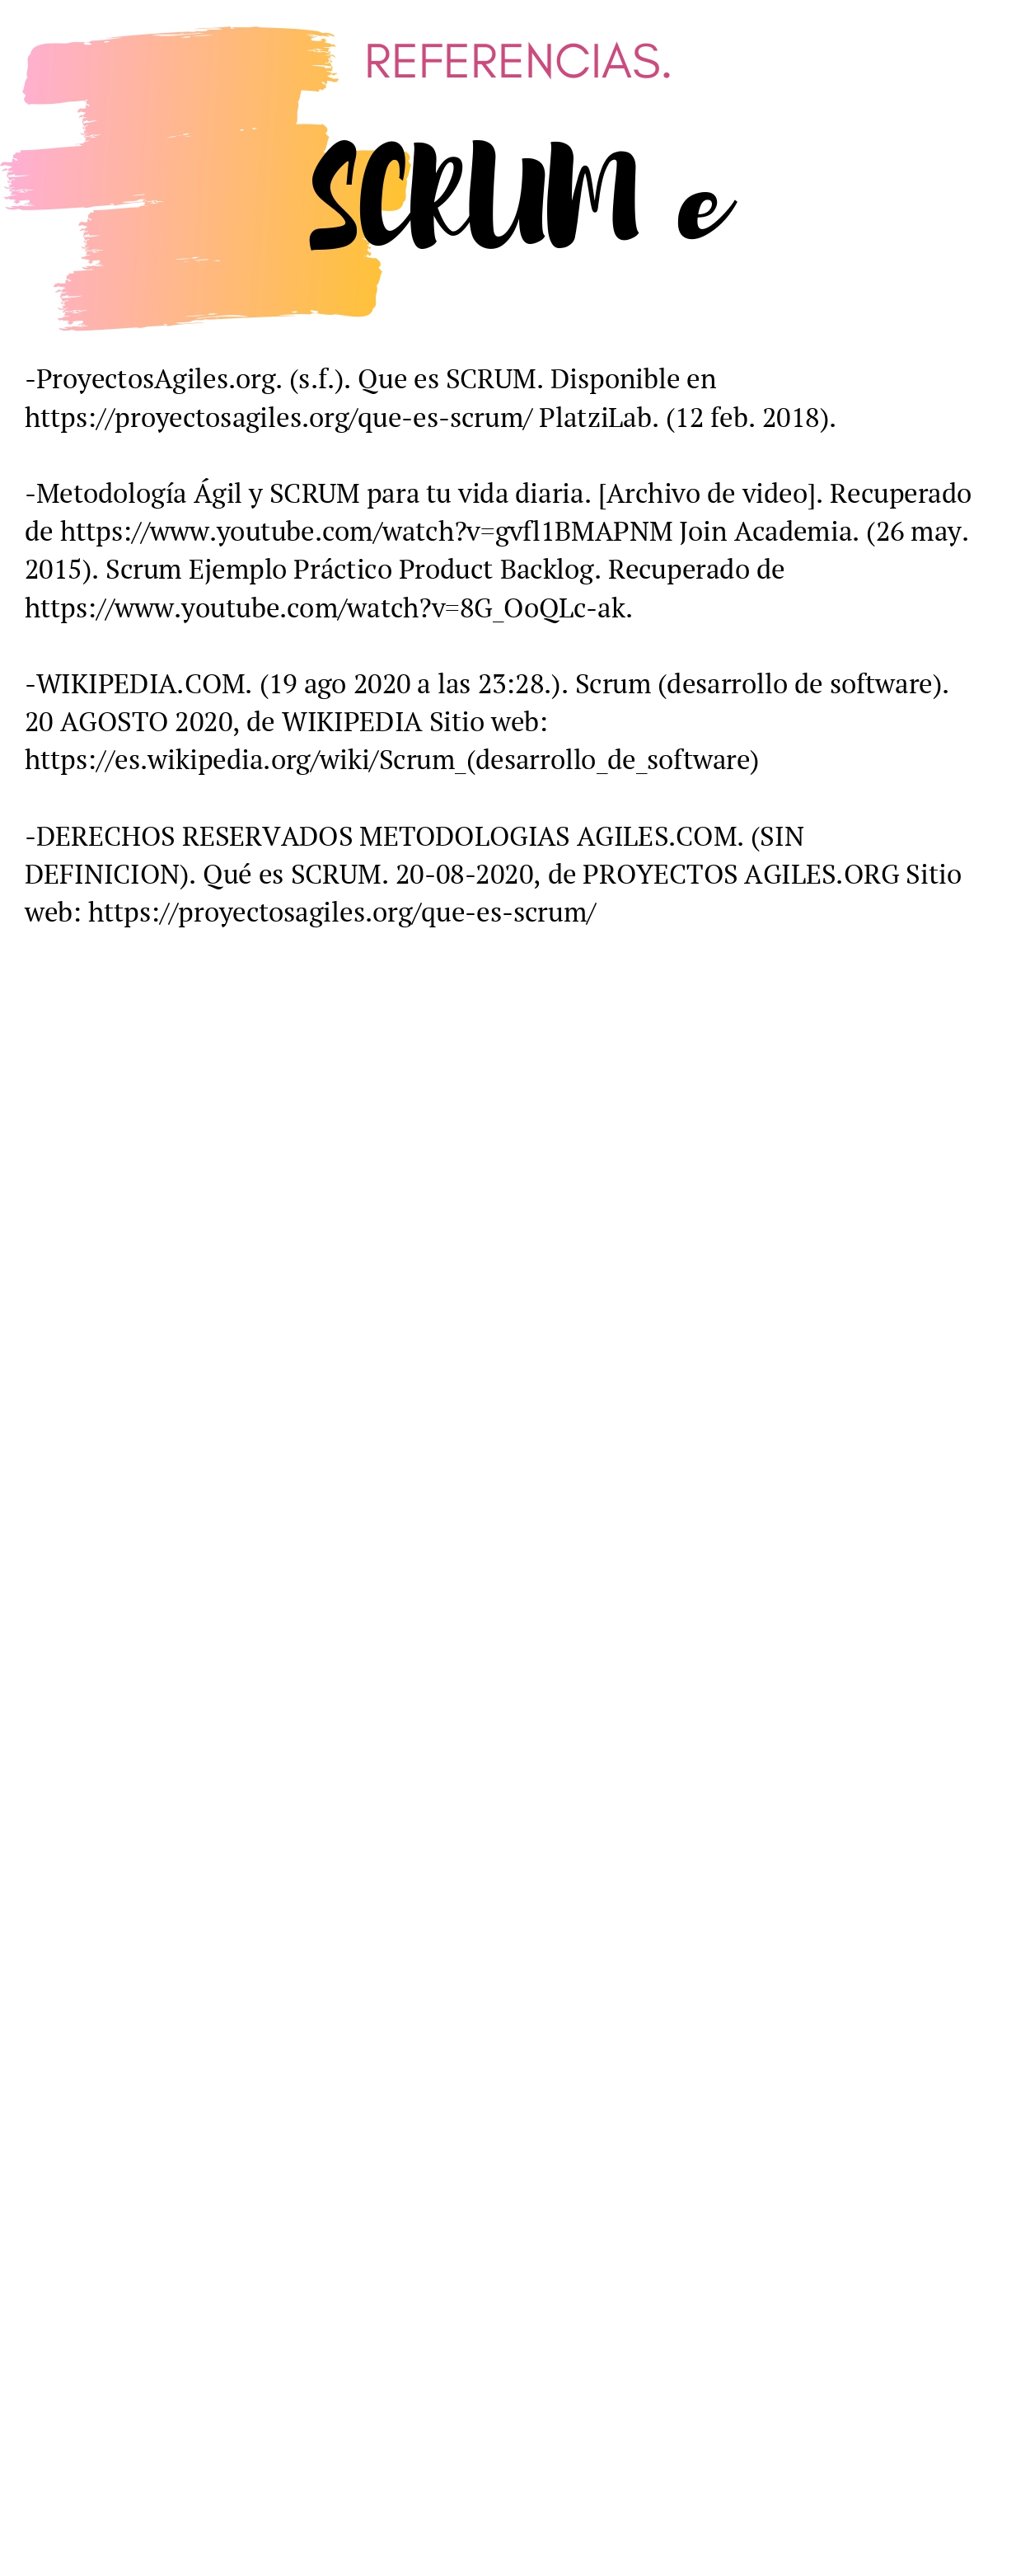 REFERENCIAS.
SCRUM e
-ProyectosAgiles.org. (s.f.). Que es SCRUM. Disponible en
https://proyectosagiles.org/que-es-scrum/ PlatziLab. (12 feb. 2018).
-Metodología Ágil y SCRUM para tu vida diaria. [Archivo de video]. Recuperado
de https://www.youtube.com/watch?v=gvfl1BMAPNM Join Academia. (26 may.
2015). Scrum Ejemplo Práctico Product Backlog. Recuperado de
https://www.youtube.com/watch?v=8G_OoQLc-ak.
-WIKIPEDIA.COM. (19 ago 2020 a las 23:28.). Scrum (desarrollo de software).
20 AGOSTO 2020, de WIKIPEDIA Sitio web:
https://es.wikipedia.org/wiki/Scrum_(desarrollo_de_software)
-DERECHOS RESERVADOS METODOLOGIAS AGILES.COM. (SIN
DEFINICION). Qué es SCRUM. 20-08-2020, de PROYECTOS AGILES.ORG Sitio
web: https://proyectosagiles.org/que-es-scrum/